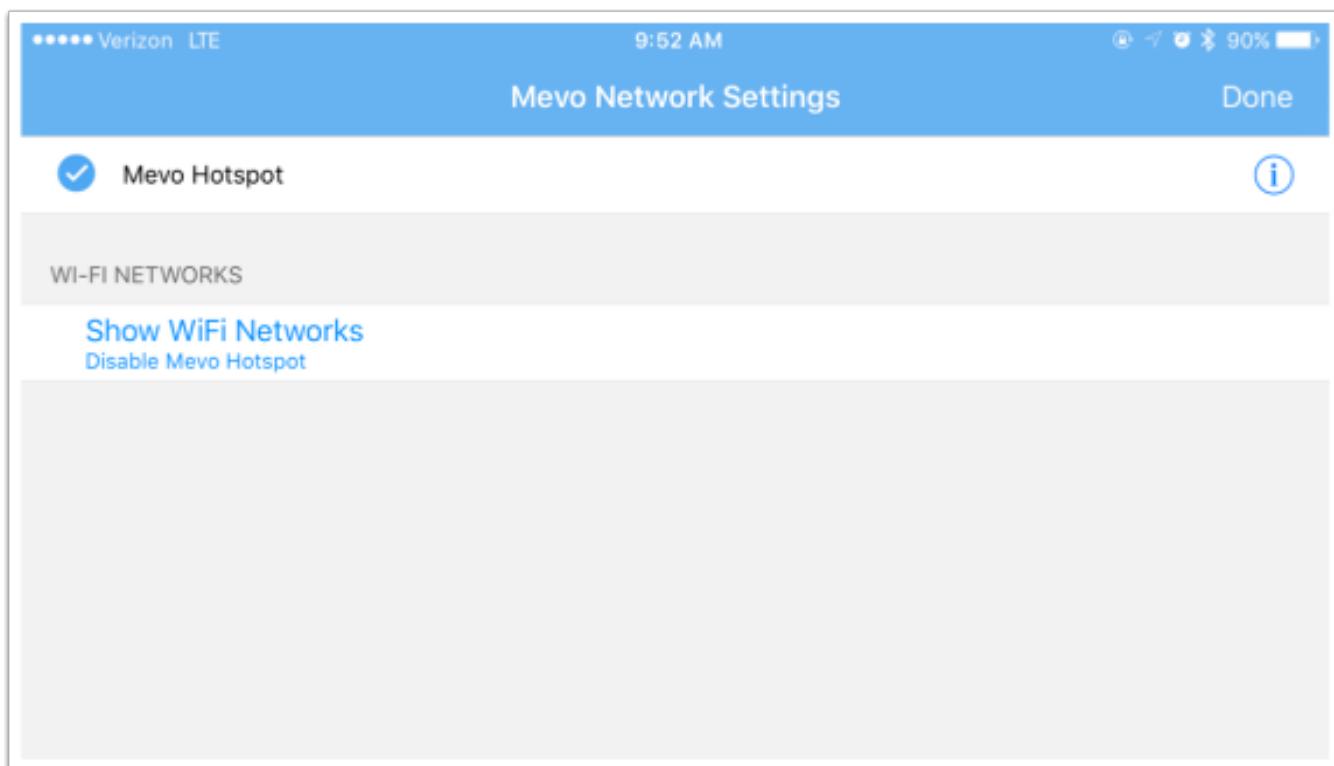 Verizon LTE 9:52 AM 90%
Mevo Network Settings Done
Mevo Hotspot
WI-FI NETWORKS
Show WiFi Networks
Disable Mevo Hotspot